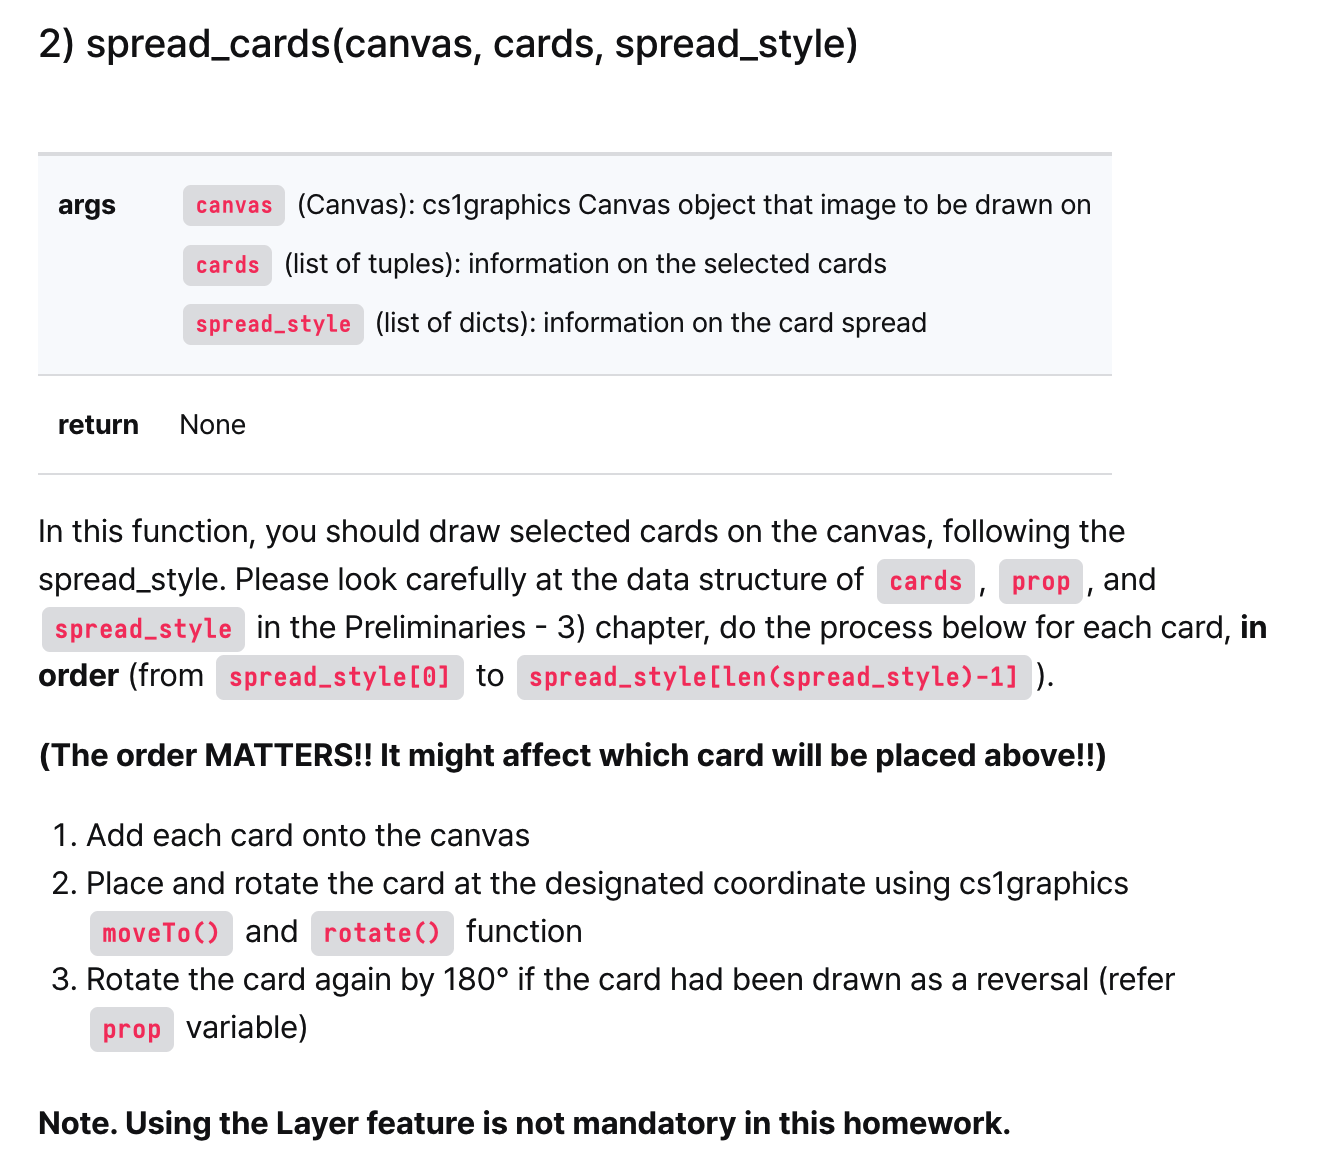 2) spread_cards(canvas, cards, spread_style)
args canvas (Canvas): cs1graphics Canvas object that image to be drawn on
cards (list of tuples): information on the selected cards
spread_style (list of dicts): information on the card spread
return None
In this function, you should draw selected cards on the canvas, following the
spread_style. Please look carefully at the data structure of cards , prop , and
spread_style in the Preliminaries - 3) chapter, do the process below for each card, in
order (from spread_style[0] to spread_style[len(spread_style)-1] ).
(The order MATTERS!! It might affect which card will be placed above!!)
1. Add each card onto the canvas
2. Place and rotate the card at the designated coordinate using cs1graphics
moveTo() and rotate() function
3. Rotate the card again by 180° if the card had been drawn as a reversal (refer
prop variable)
Note. Using the Layer feature is not mandatory in this homework.